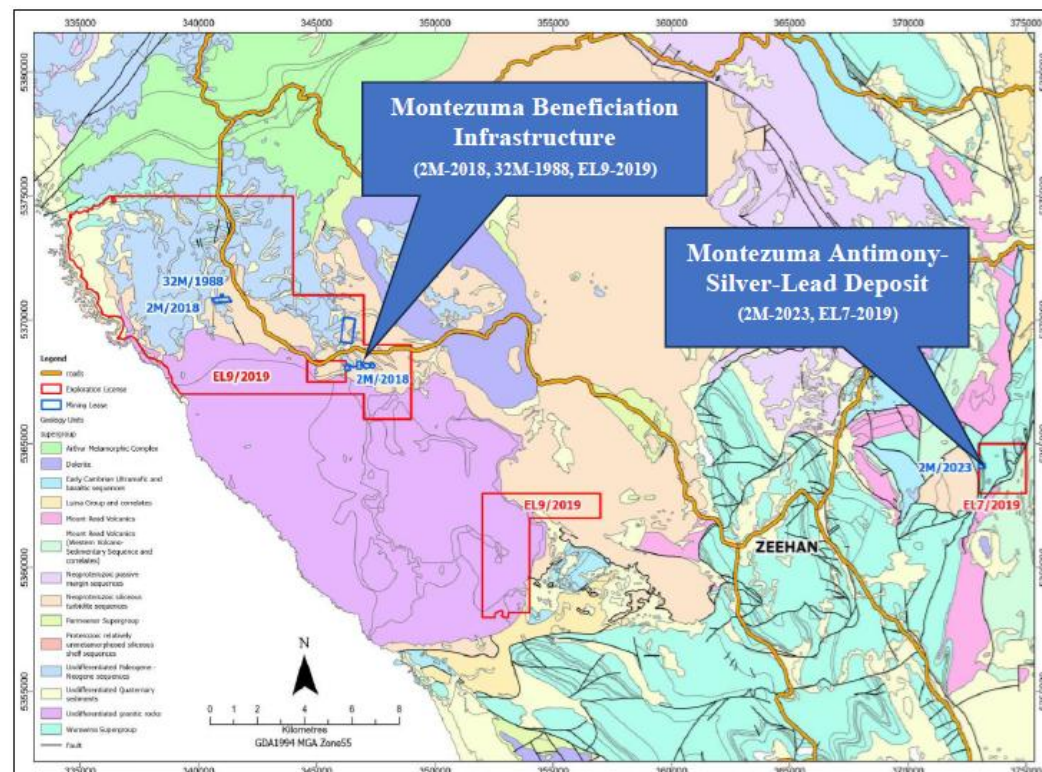 335000 340000 345000 350000 355000 360000 365000 370000 375000
5380000
5375000
5370000
5365000
5360000
5355000
Montezuma Beneficiation
Infrastructure
(2M-2018, 32M-1988, EL9-2019)
Montezuma Antimony-
Silver-Lead Deposit
(2M-2023, EL7-2019)
32M/1988
2M/2018
EL9/2019
2M/2018
2M/2023
EL7/2019
EL9/2019
ZEEHAN
Legend
roads
Exploration License
Mining Lease
Geology Units
supergroup
Arthur Metamorphic Complex
Dolerite
Early Cambrian Ultramafic and
basaltic sequences
Luina Group and correlates
Mount Read Volcanics
Mount Read Volcanics
(Western Volcano-
Sedimentary Sequence and
correlates)
Neoproterozoic passive
margin sequences
Neoproterozoic siliceous
turbidite sequences
Parmeener Supergroup
Proterozoic relatively
unmetamorphosed siliceous
shelf sequences
Undifferentiated Paleogene -
Neogene sequences
Undifferentiated Quaternary
sediments
Undifferentiated granitic rocks
Wurawina Supergroup
Fault
N
0 1 2 4 6 8
Kilometres
GDA1994 MGA Zone55
335000 340000 345000 350000 355000 360000 365000 370000 375000